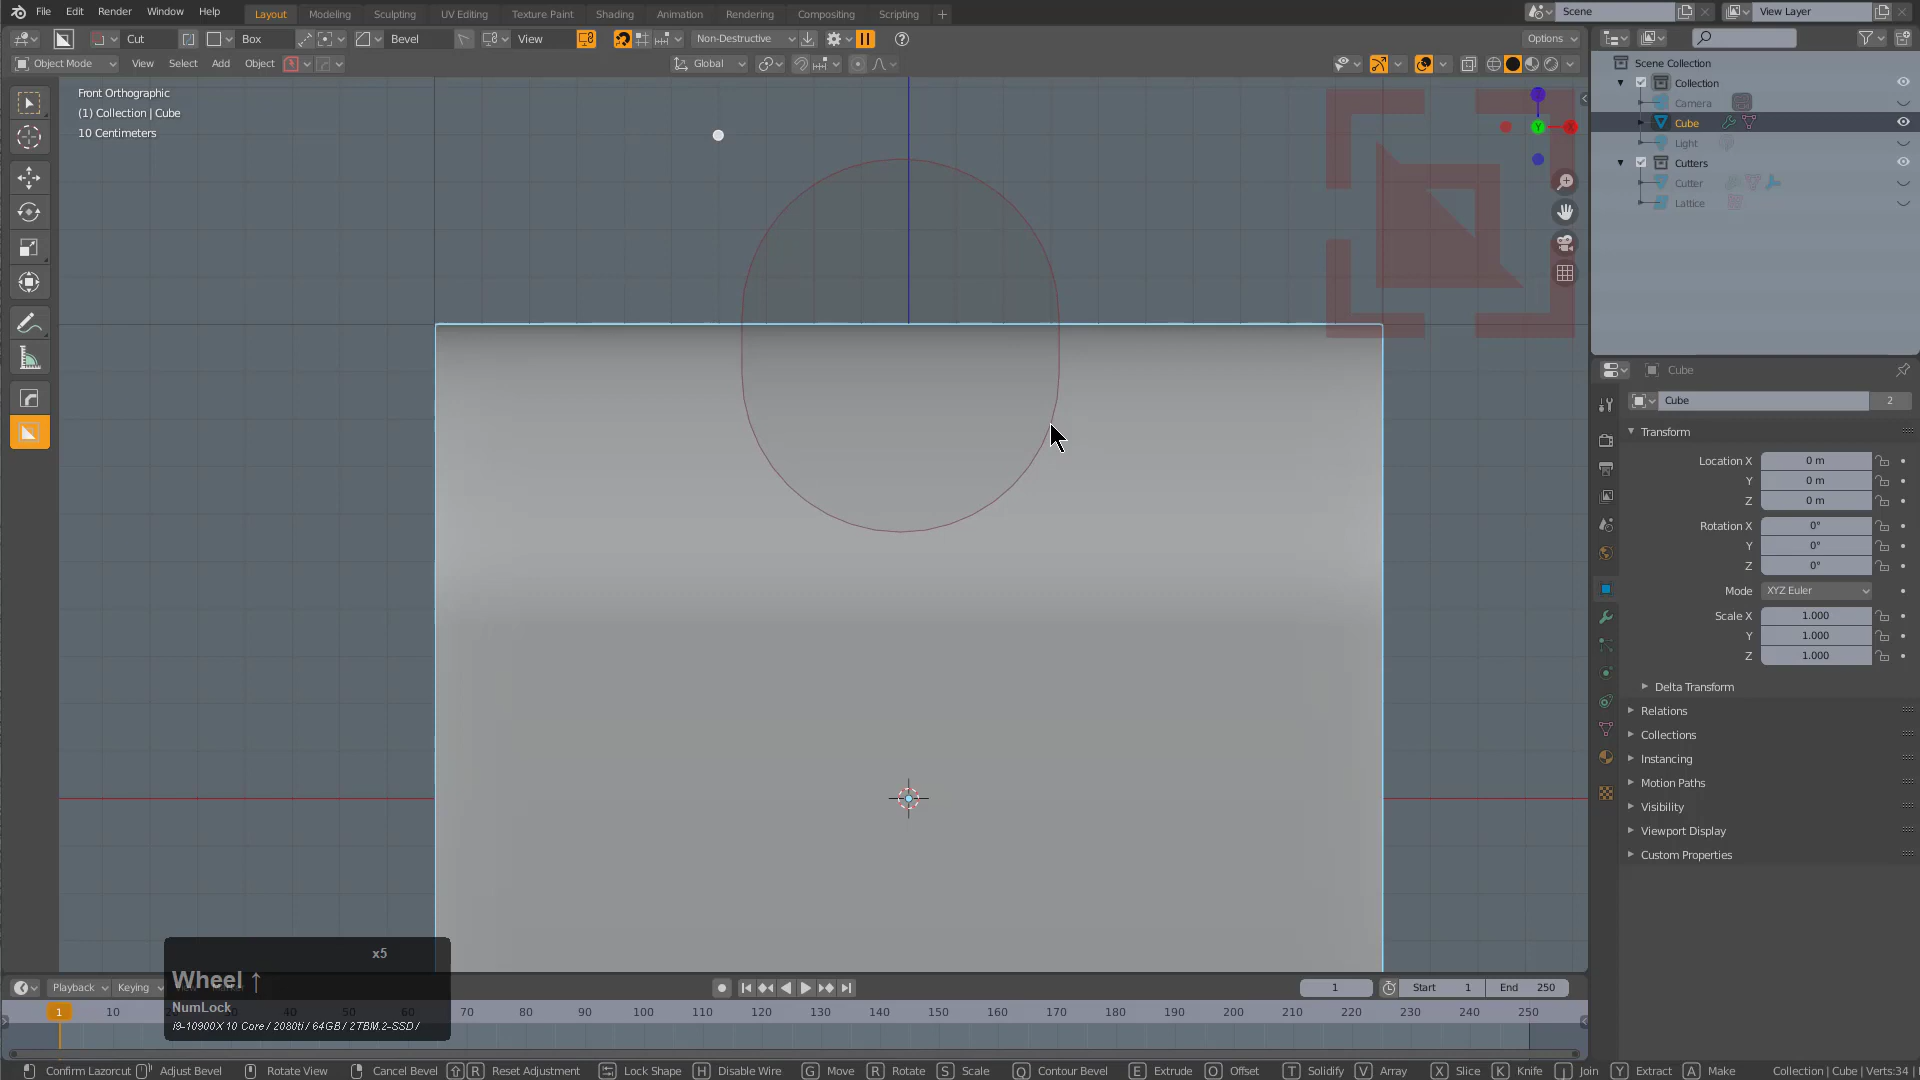 File Edit Render Window Help Layout Modeling Sculpting UV Editing Texture Paint Shading Animation Rendering Compositing Scripting + Scene View Layer
Cut Box Bevel View Non-Destructive Options
Object Mode View Select Add Object Global
Front Orthographic
(1) Collection | Cube
10 Centimeters
Scene Collection
Collection
Camera
Cube
Light
Cutters
Cutter
Lattice
Cube
Cube 2
Transform
Location X 0 m
Y 0 m
Z 0 m
Rotation X 0°
Y 0°
Z 0°
Mode XYZ Euler
Scale X 1.000
Y 1.000
Z 1.000
Delta Transform
Relations
Collections
Instancing
Motion Paths
Visibility
Viewport Display
Custom Properties
x5
Wheel ↑
NumLock
i9-10900X 10 Core / 2080ti / 64GB / 2TBM.2-SSD /
Playback Keying 1 Start 1 End 250
1 10 70 80 90 100 110 120 130 140 150 160 170 180 190 200 210 220 230 240 250
Confirm Lazorcut Adjust Bevel Rotate View Cancel Bevel R Reset Adjustment Lock Shape H Disable Wire G Move R Rotate S Scale Q Contour Bevel E Extrude O Offset T Solidify V Array X Slice K Knife J Join Y Extract A Make Collection | Cube | Verts:34 |